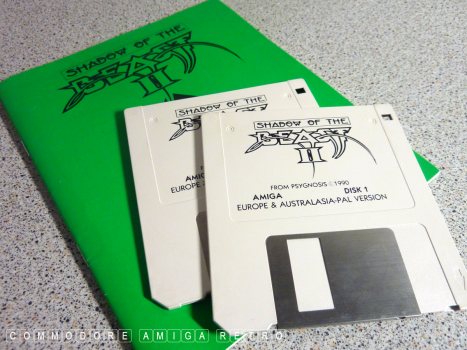 SHADOW OF THE
BEAST
II
SHADOW OF THE
BEAST
AMIGA
EUROPE &
SHADOW OF THE
BEAST
II
FROM PSYGNOSIS © 1990
AMIGA DISK 1
EUROPE & AUSTRALASIA-PAL VERSION
COMMODORE AMIGA RETRO